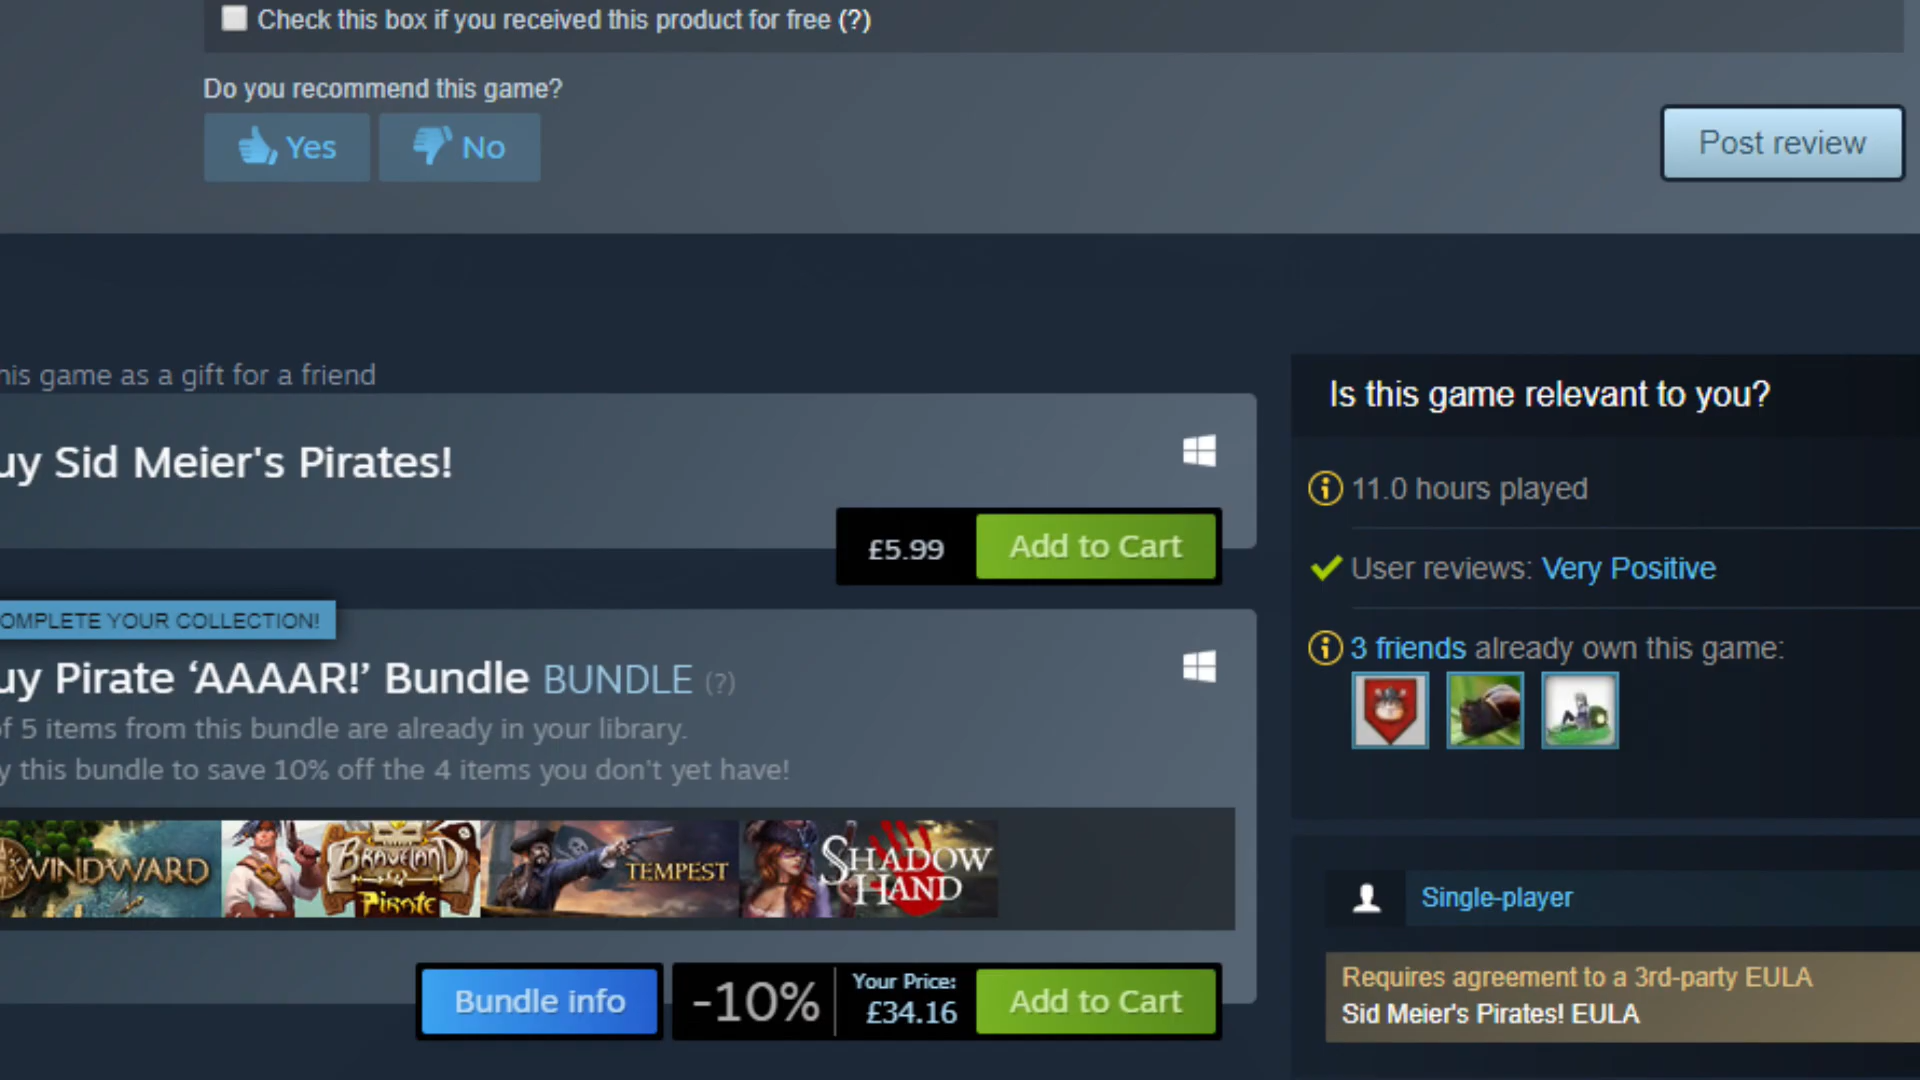 Check this box if you received this product for free (?)
Do you recommend this game?
Yes
No
Post review
his game as a gift for a friend
uy Sid Meier's Pirates!
£5.99
Add to Cart
OMPLETE YOUR COLLECTION!
uy Pirate ‘AAAAR!’ Bundle BUNDLE (?)
of 5 items from this bundle are already in your library.
y this bundle to save 10% off the 4 items you don't yet have!
WINDWARD
BRAVELAND
Pirate
TEMPEST
SHADOW
HAND
Bundle info
-10%
Your Price:
£34.16
Add to Cart
Is this game relevant to you?
11.0 hours played
User reviews: Very Positive
3 friends already own this game:
Single-player
Requires agreement to a 3rd-party EULA
Sid Meier's Pirates! EULA